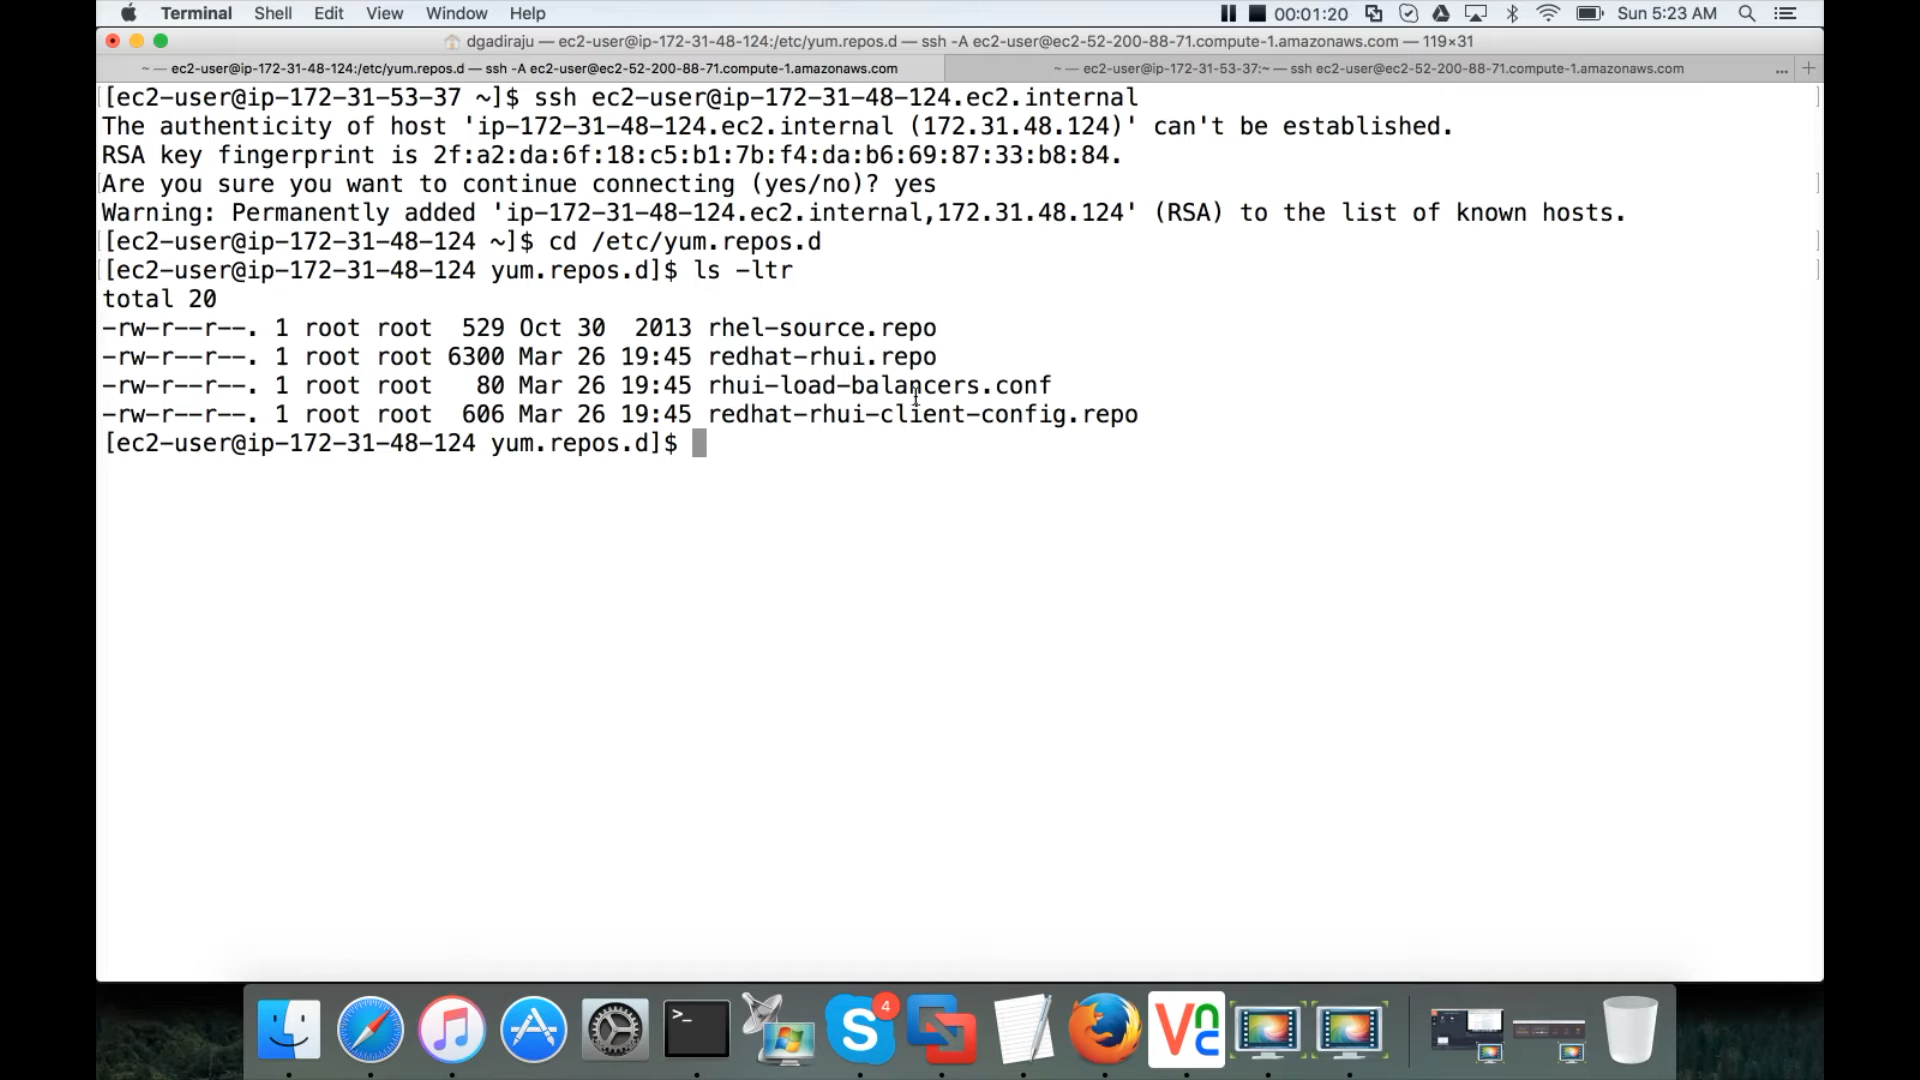 Terminal Shell Edit View Window Help 00:01:20 Sun 5:23 AM
dgadiraju — ec2-user@ip-172-31-48-124:/etc/yum.repos.d — ssh -A ec2-user@ec2-52-200-88-71.compute-1.amazonaws.com — 119×31
~ — ec2-user@ip-172-31-48-124:/etc/yum.repos.d — ssh -A ec2-user@ec2-52-200-88-71.compute-1.amazonaws.com ~ — ec2-user@ip-172-31-53-37:~ — ssh ec2-user@ec2-52-200-88-71.compute-1.amazonaws.com ... +
[ec2-user@ip-172-31-53-37 ~]$ ssh ec2-user@ip-172-31-48-124.ec2.internal
The authenticity of host 'ip-172-31-48-124.ec2.internal (172.31.48.124)' can't be established.
RSA key fingerprint is 2f:a2:da:6f:18:c5:b1:7b:f4:da:b6:69:87:33:b8:84.
Are you sure you want to continue connecting (yes/no)? yes
Warning: Permanently added 'ip-172-31-48-124.ec2.internal,172.31.48.124' (RSA) to the list of known hosts.
[ec2-user@ip-172-31-48-124 ~]$ cd /etc/yum.repos.d
[ec2-user@ip-172-31-48-124 yum.repos.d]$ ls -ltr
total 20
-rw-r--r--. 1 root root  529 Oct 30  2013 rhel-source.repo
-rw-r--r--. 1 root root 6300 Mar 26 19:45 redhat-rhui.repo
-rw-r--r--. 1 root root   80 Mar 26 19:45 rhui-load-balancers.conf
-rw-r--r--. 1 root root  606 Mar 26 19:45 redhat-rhui-client-config.repo
[ec2-user@ip-172-31-48-124 yum.repos.d]$
>_ S 4 Vnc